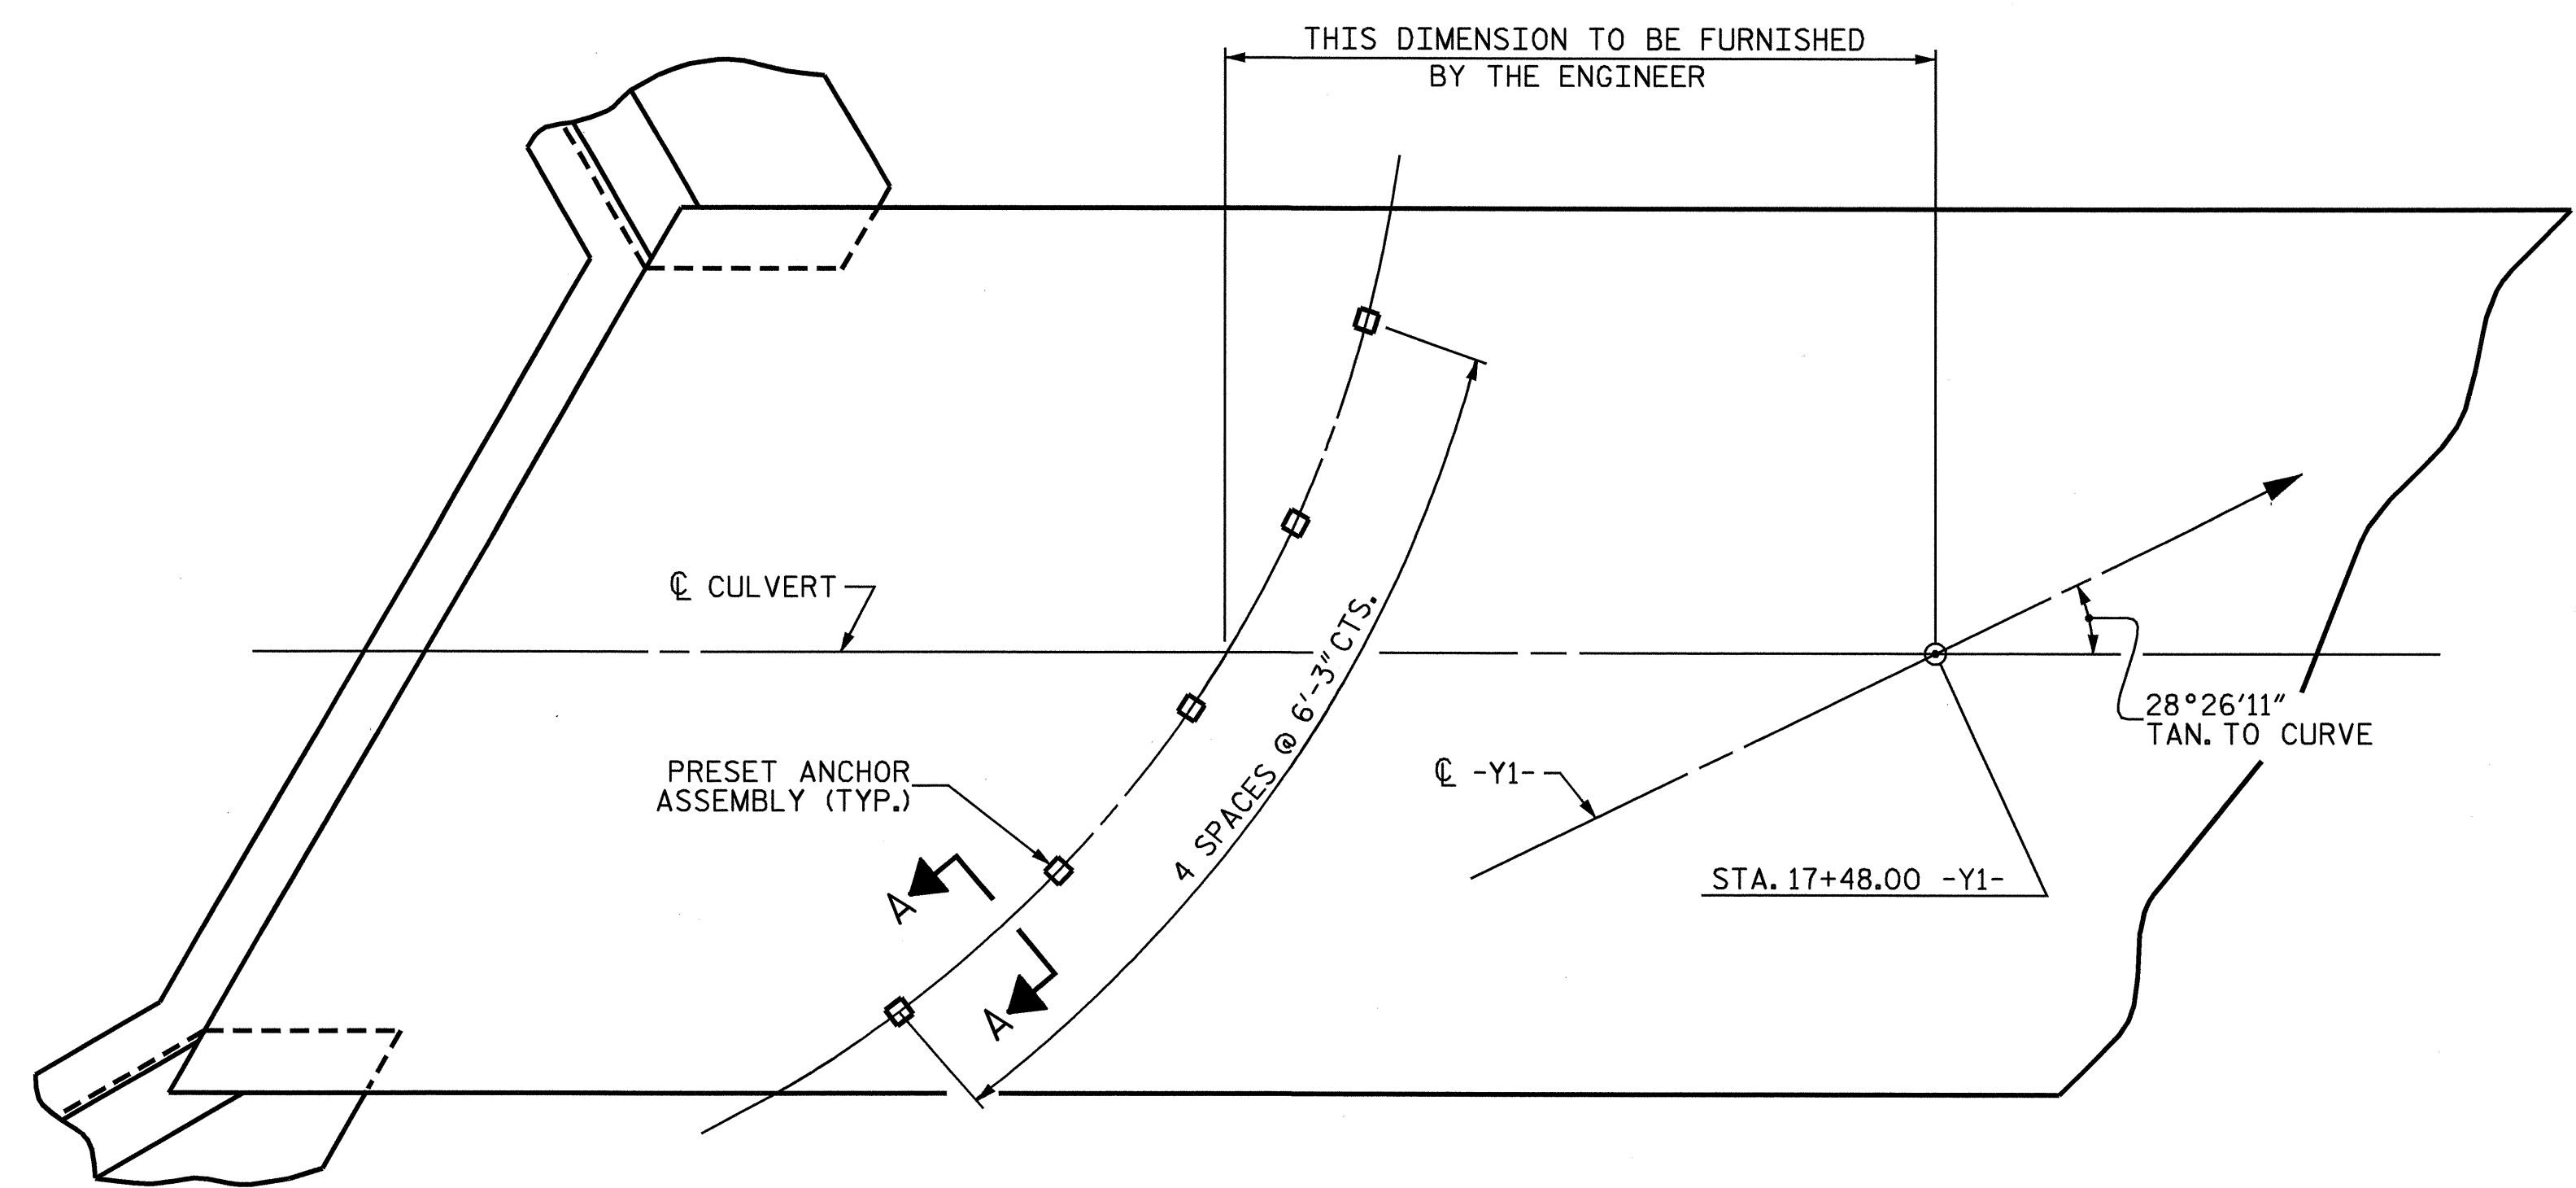 THIS DIMENSION TO BE FURNISHED
BY THE ENGINEER
℄ CULVERT
4 SPACES @ 6'-3" CTS.
28°26'11"
TAN. TO CURVE
PRESET ANCHOR
ASSEMBLY (TYP.)
℄ -Y1-
STA. 17+48.00 -Y1-
A
A